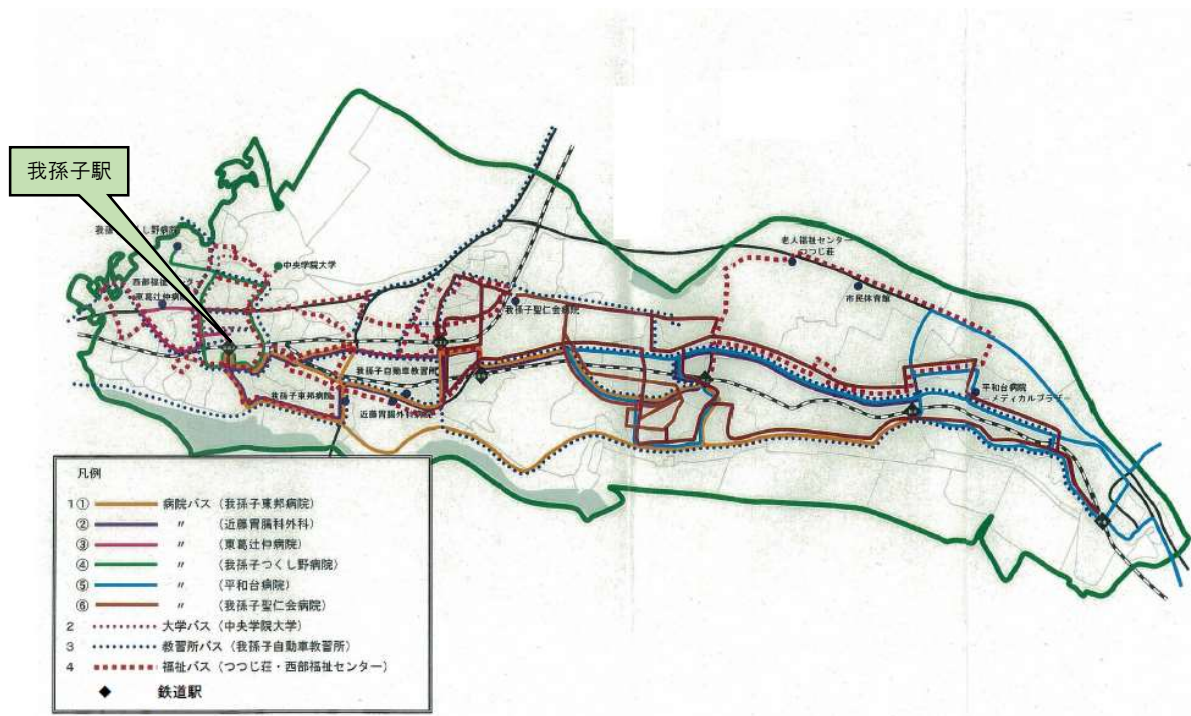 我孫子駅
我孫子つくし野病院
中央学院大学
西部福祉センター
東葛辻仲病院
老人福祉センター
つつじ荘
市民体育館
我孫子聖仁会病院
我孫子自動車教習所
我孫子東邦病院
近藤胃腸外科病院
平和台病院
メディカルプラザ
凡例
1 ① 病院バス（我孫子東邦病院）
② 〃 （近藤胃腸科外科）
③ 〃 （東葛辻仲病院）
④ 〃 （我孫子つくし野病院）
⑤ 〃 （平和台病院）
⑥ 〃 （我孫子聖仁会病院）
2 大学バス（中央学院大学）
3 教習所バス（我孫子自動車教習所）
4 福祉バス（つつじ荘・西部福祉センター）
◆ 鉄道駅